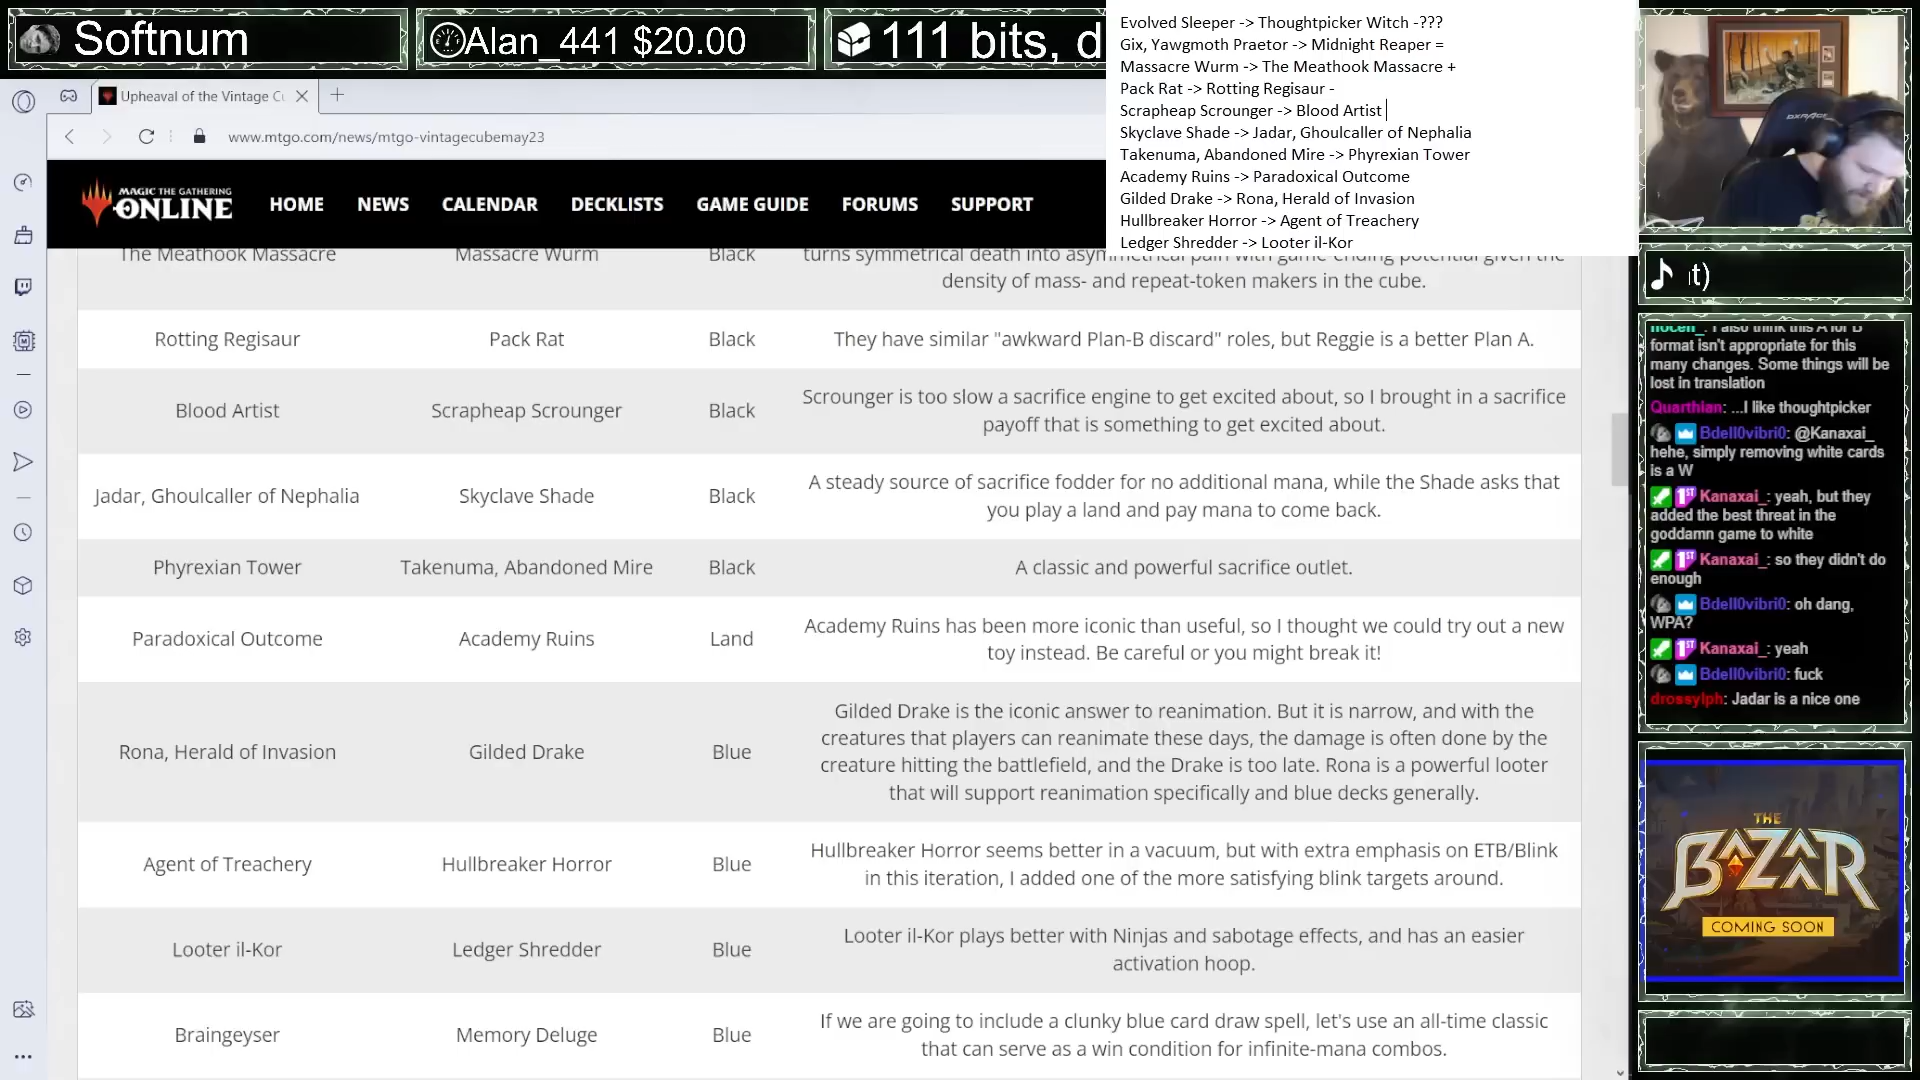 Softnum
Alan_441 $20.00
111 bits, d
Evolved Sleeper -> Thoughtpicker Witch -???
Gix, Yawgmoth Praetor -> Midnight Reaper =
Massacre Wurm -> The Meathook Massacre +
Pack Rat -> Rotting Regisaur -
Scrapheap Scrounger -> Blood Artist
Skyclave Shade -> Jadar, Ghoulcaller of Nephalia
Takenuma, Abandoned Mire -> Phyrexian Tower
Academy Ruins -> Paradoxical Outcome
Gilded Drake -> Rona, Herald of Invasion
Hullbreaker Horror -> Agent of Treachery
Ledger Shredder -> Looter il-Kor
Upheaval of the Vintage Cu
www.mtgo.com/news/mtgo-vintagecubemay23
MAGIC THE GATHERING
ONLINE
HOME NEWS CALENDAR DECKLISTS GAME GUIDE FORUMS SUPPORT
The Meathook Massacre Massacre Wurm Black turns symmetrical death into asymmetrical pain with game-ending potential given the
density of mass- and repeat-token makers in the cube.
Rotting Regisaur Pack Rat Black They have similar "awkward Plan-B discard" roles, but Reggie is a better Plan A.
Blood Artist Scrapheap Scrounger Black Scrounger is too slow a sacrifice engine to get excited about, so I brought in a sacrifice
payoff that is something to get excited about.
Jadar, Ghoulcaller of Nephalia Skyclave Shade Black A steady source of sacrifice fodder for no additional mana, while the Shade asks that
you play a land and pay mana to come back.
Phyrexian Tower Takenuma, Abandoned Mire Black A classic and powerful sacrifice outlet.
Paradoxical Outcome Academy Ruins Land Academy Ruins has been more iconic than useful, so I thought we could try out a new
toy instead. Be careful or you might break it!
Rona, Herald of Invasion Gilded Drake Blue Gilded Drake is the iconic answer to reanimation. But it is narrow, and with the
creatures that players can reanimate these days, the damage is often done by the
creature hitting the battlefield, and the Drake is too late. Rona is a powerful looter
that will support reanimation specifically and blue decks generally.
Agent of Treachery Hullbreaker Horror Blue Hullbreaker Horror seems better in a vacuum, but with extra emphasis on ETB/Blink
in this iteration, I added one of the more satisfying blink targets around.
Looter il-Kor Ledger Shredder Blue Looter il-Kor plays better with Ninjas and sabotage effects, and has an easier
activation hoop.
Braingeyser Memory Deluge Blue If we are going to include a clunky blue card draw spell, let's use an all-time classic
that can serve as a win condition for infinite-mana combos.
DXRACER
it)
I also think this A for B
format isn't appropriate for this
many changes. Some things will be
lost in translation
Quarthian: ...I like thoughtpicker
Bdell0vibri0: @Kanaxai_
hehe, simply removing white cards
is a W
Kanaxai_: yeah, but they
added the best threat in the
goddamn game to white
Kanaxai_: so they didn't do
enough
Bdell0vibri0: oh dang,
WPA?
Kanaxai_: yeah
Bdell0vibri0: fuck
drossylph: Jadar is a nice one
THE
BAZAAR
COMING SOON